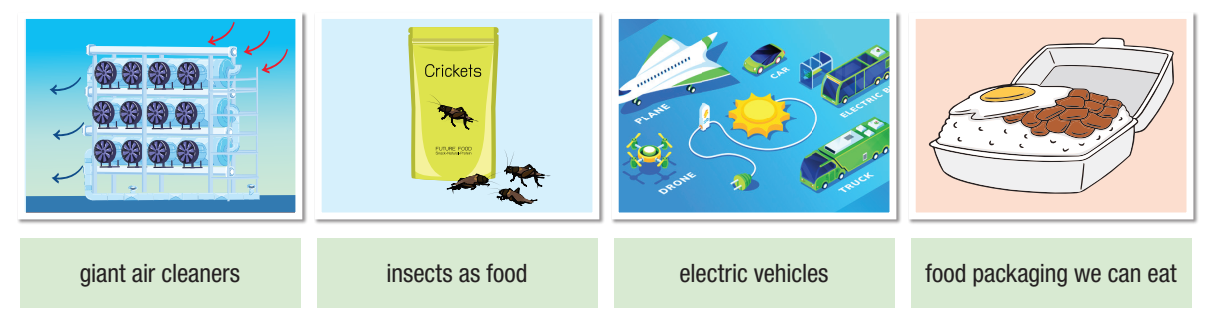 Crickets
FUTURE FOOD
PLANE
CAR
DRONE
TRUCK
giant air cleaners
insects as food
electric vehicles
food packaging we can eat